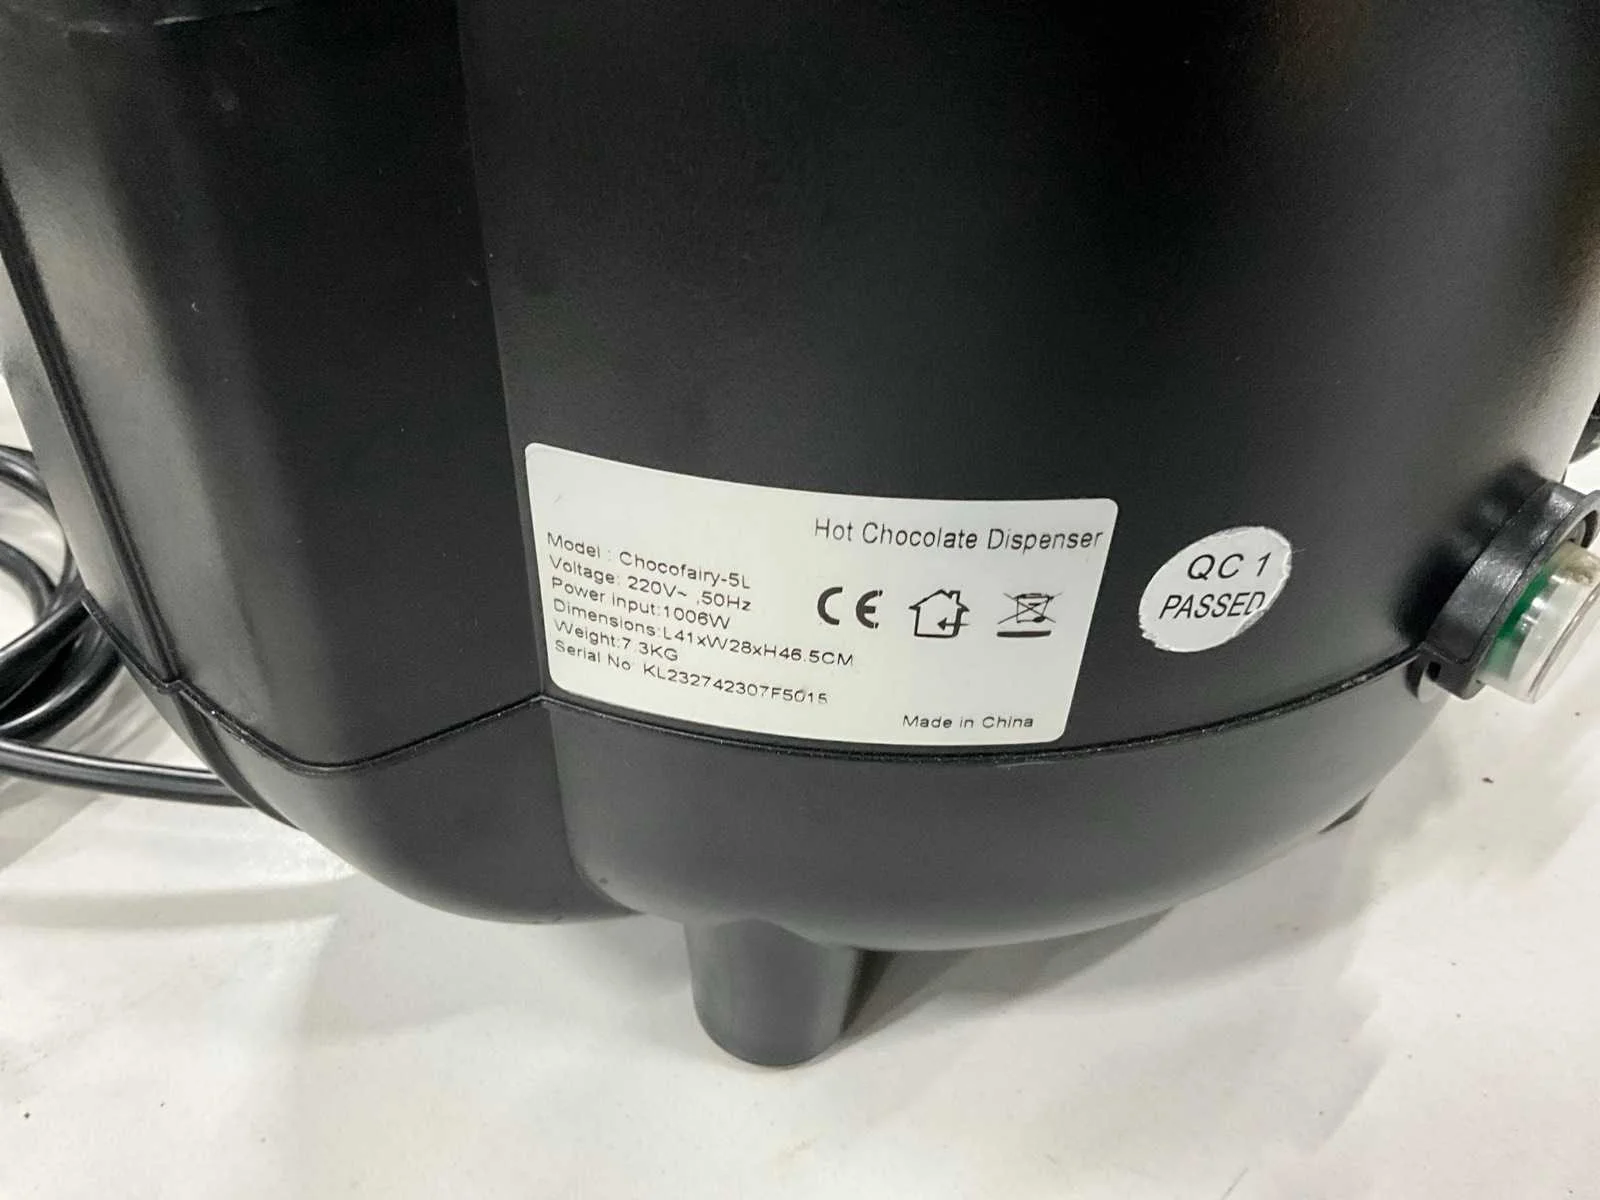 Hot Chocolate Dispenser
Model : Chocofairy-5L
Voltage: 220V~ ,50Hz
Power input:1006W
Dimensions:L41xW28xH46.5CM
Weight:7.3KG
Serial No KL232742307F5015
CE
Made in China
QC 1
PASSED